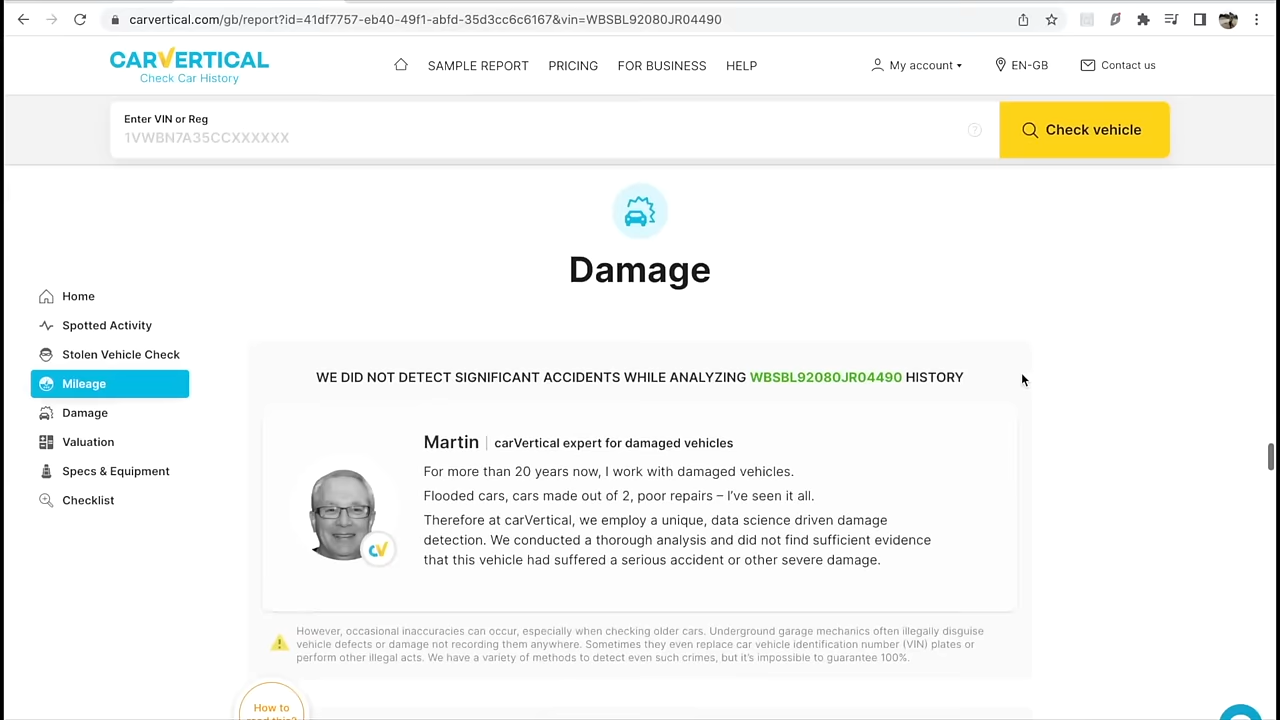 carvertical.com/gb/report?id=41df7757-eb40-49f1-abfd-35d3cc6c6167&vin=WBSBL92080JR04490
CARVERTICAL
Check Car History
SAMPLE REPORT
PRICING
FOR BUSINESS
HELP
My account
EN-GB
Contact us
Enter VIN or Reg
1VWBN7A35CCXXXXXX
?
Check vehicle
Damage
Home
Spotted Activity
Stolen Vehicle Check
Mileage
Damage
Valuation
Specs & Equipment
Checklist
WE DID NOT DETECT SIGNIFICANT ACCIDENTS WHILE ANALYZING WBSBL92080JR04490 HISTORY
Martin | carVertical expert for damaged vehicles
For more than 20 years now, I work with damaged vehicles.
Flooded cars, cars made out of 2, poor repairs – I've seen it all.
Therefore at carVertical, we employ a unique, data science driven damage
detection. We conducted a thorough analysis and did not find sufficient evidence
that this vehicle had suffered a serious accident or other severe damage.
CV
However, occasional inaccuracies can occur, especially when checking older cars. Underground garage mechanics often illegally disguise
vehicle defects or damage not recording them anywhere. Sometimes they even replace car vehicle identification number (VIN) plates or
perform other illegal acts. We have a variety of methods to detect even such crimes, but it's impossible to guarantee 100%.
How to
read this?